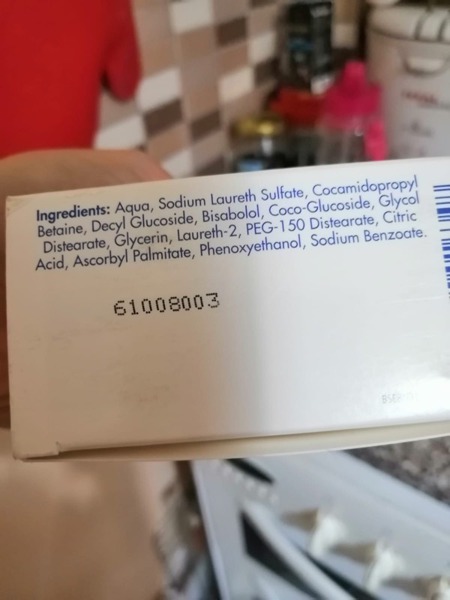 Ingredients: Aqua, Sodium Laureth Sulfate, Cocamidopropyl
Betaine, Decyl Glucoside, Bisabolol, Coco-Glucoside, Glycol
Distearate, Glycerin, Laureth-2, PEG-150 Distearate, Citric
Acid, Ascorbyl Palmitate, Phenoxyethanol, Sodium Benzoate.
61008003